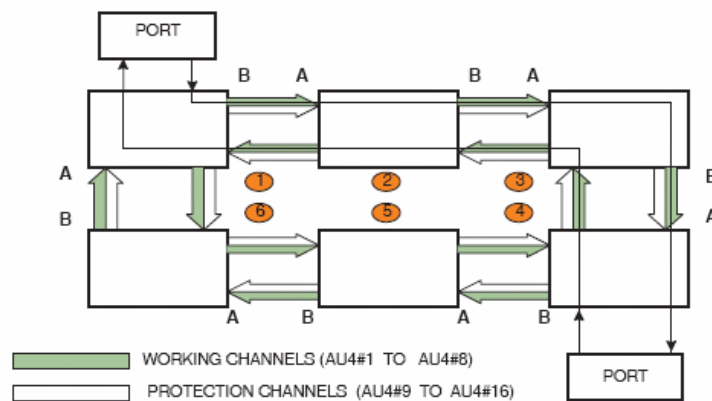 PORT
B A B A
A B
1 2 3
6 5 4
B A
A B A B
WORKING CHANNELS (AU4#1 TO AU4#8)
PORT
PROTECTION CHANNELS (AU4#9 TO AU4#16)